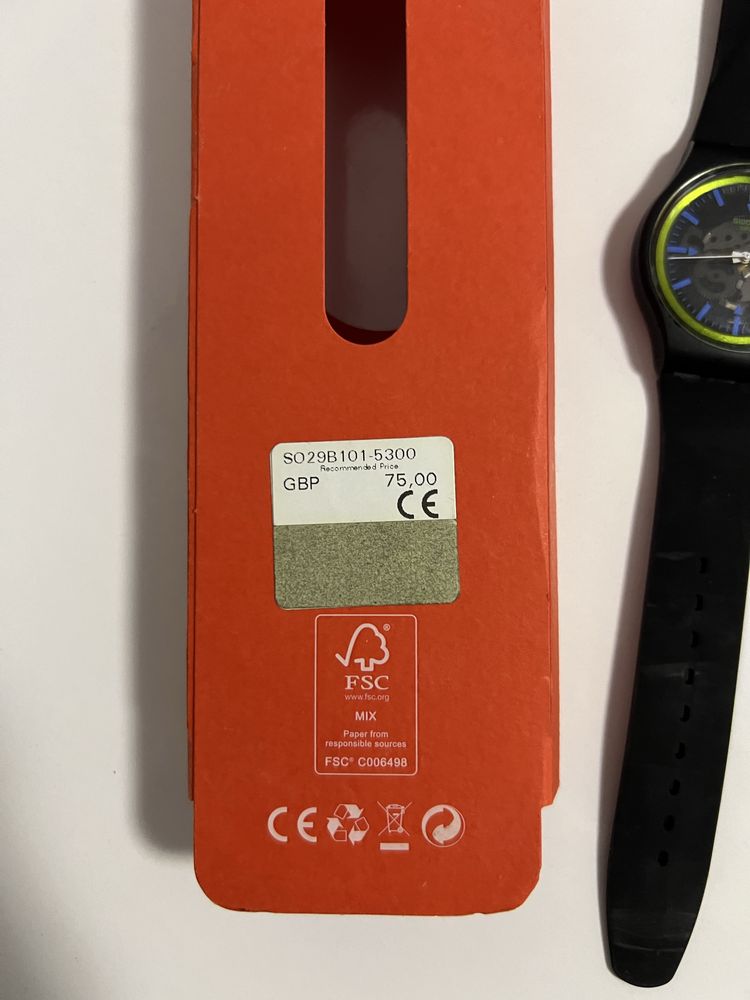 SO29B101-5300
Recommended Price
GBP 75,00
CE
FSC®
www.fsc.org
MIX
Paper from
responsible sources
FSC® C006498
CE